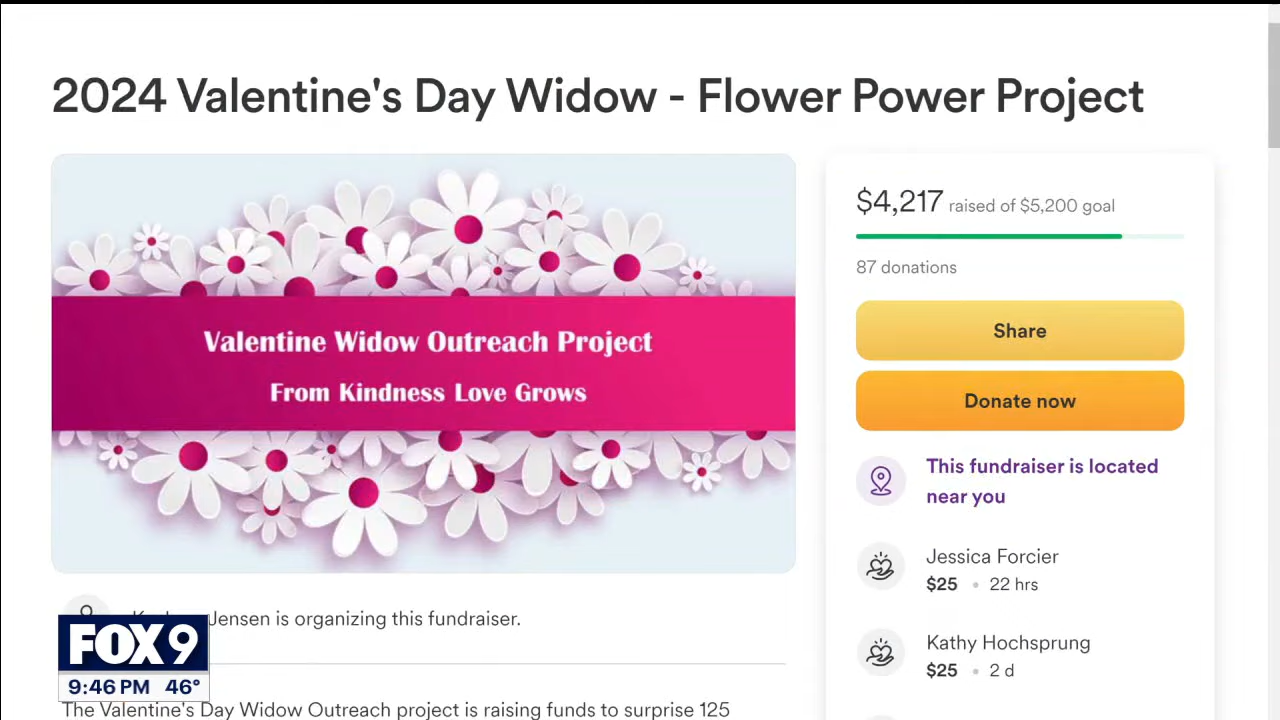 2024 Valentine's Day Widow - Flower Power Project
Valentine Widow Outreach Project
From Kindness Love Grows
$4,217 raised of $5,200 goal
87 donations
Share
Donate now
This fundraiser is located
near you
Jessica Forcier
$25 • 22 hrs
Kathy Hochsprung
$25 • 2 d
Jensen is organizing this fundraiser.
The Valentine's Day Widow Outreach project is raising funds to surprise 125
FOX 9
9:46 PM 46°